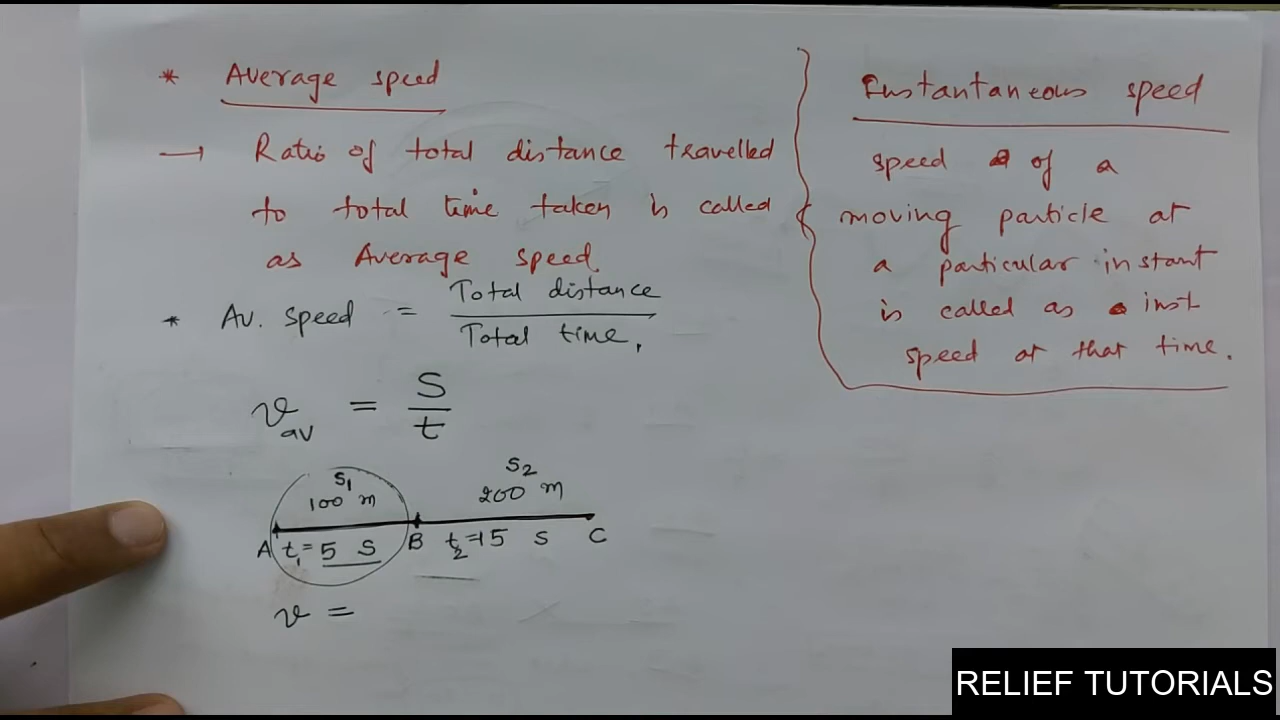 * Average speed
→ Ratio of total distance travelled
to total time taken is called
as Average speed
* Av. speed = Total distance
Total time.
v av = S
t
S1 S2
100 m 200 m
A t1 = 5 S B t2=15 S C
v =
Instantaneous speed
speed of a
moving particle at
a particular instant
is called as inst
speed at that time.
RELIEF TUTORIALS